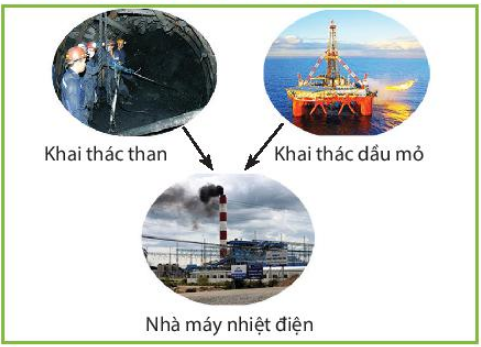 Khai thác than
Khai thác dầu mỏ
Nhà máy nhiệt điện